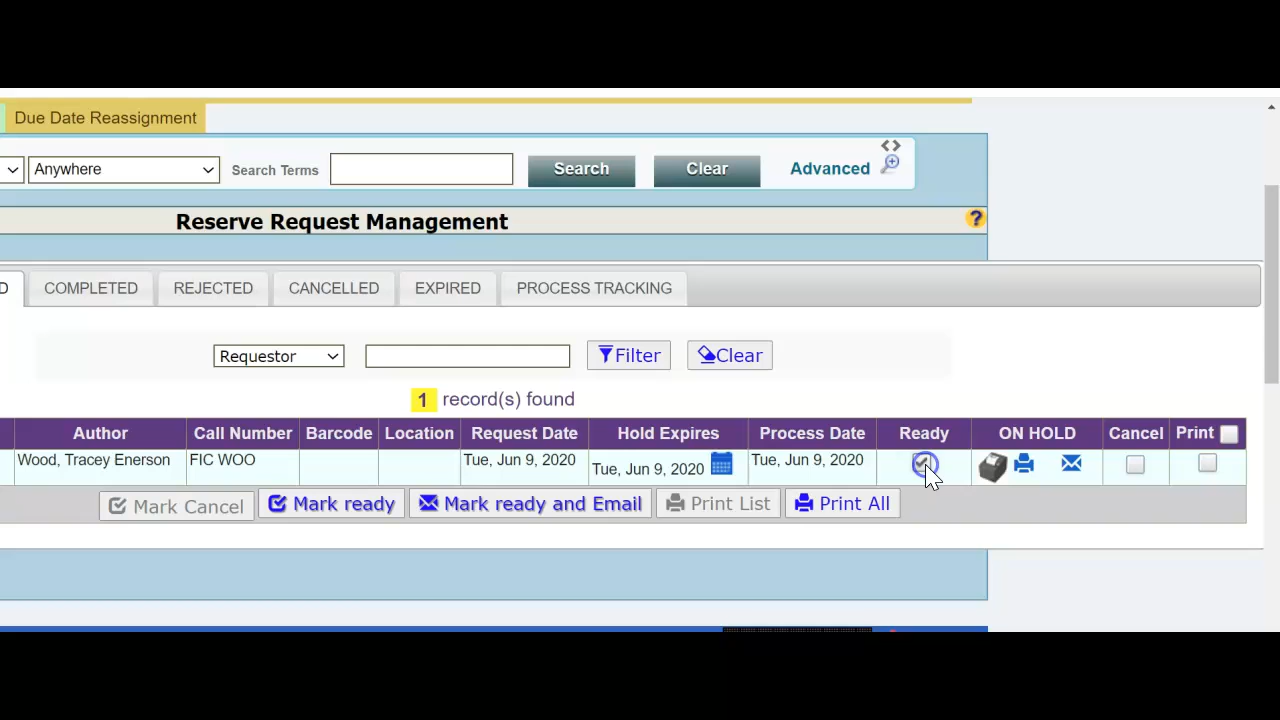 Due Date Reassignment
Anywhere Search Terms Search Clear Advanced
Reserve Request Management ?
D COMPLETED REJECTED CANCELLED EXPIRED PROCESS TRACKING
Requestor Filter Clear
1 record(s) found
Author Call Number Barcode Location Request Date Hold Expires Process Date Ready ON HOLD Cancel Print
Wood, Tracey Enerson FIC WOO Tue, Jun 9, 2020 Tue, Jun 9, 2020 Tue, Jun 9, 2020
Mark Cancel Mark ready Mark ready and Email Print List Print All